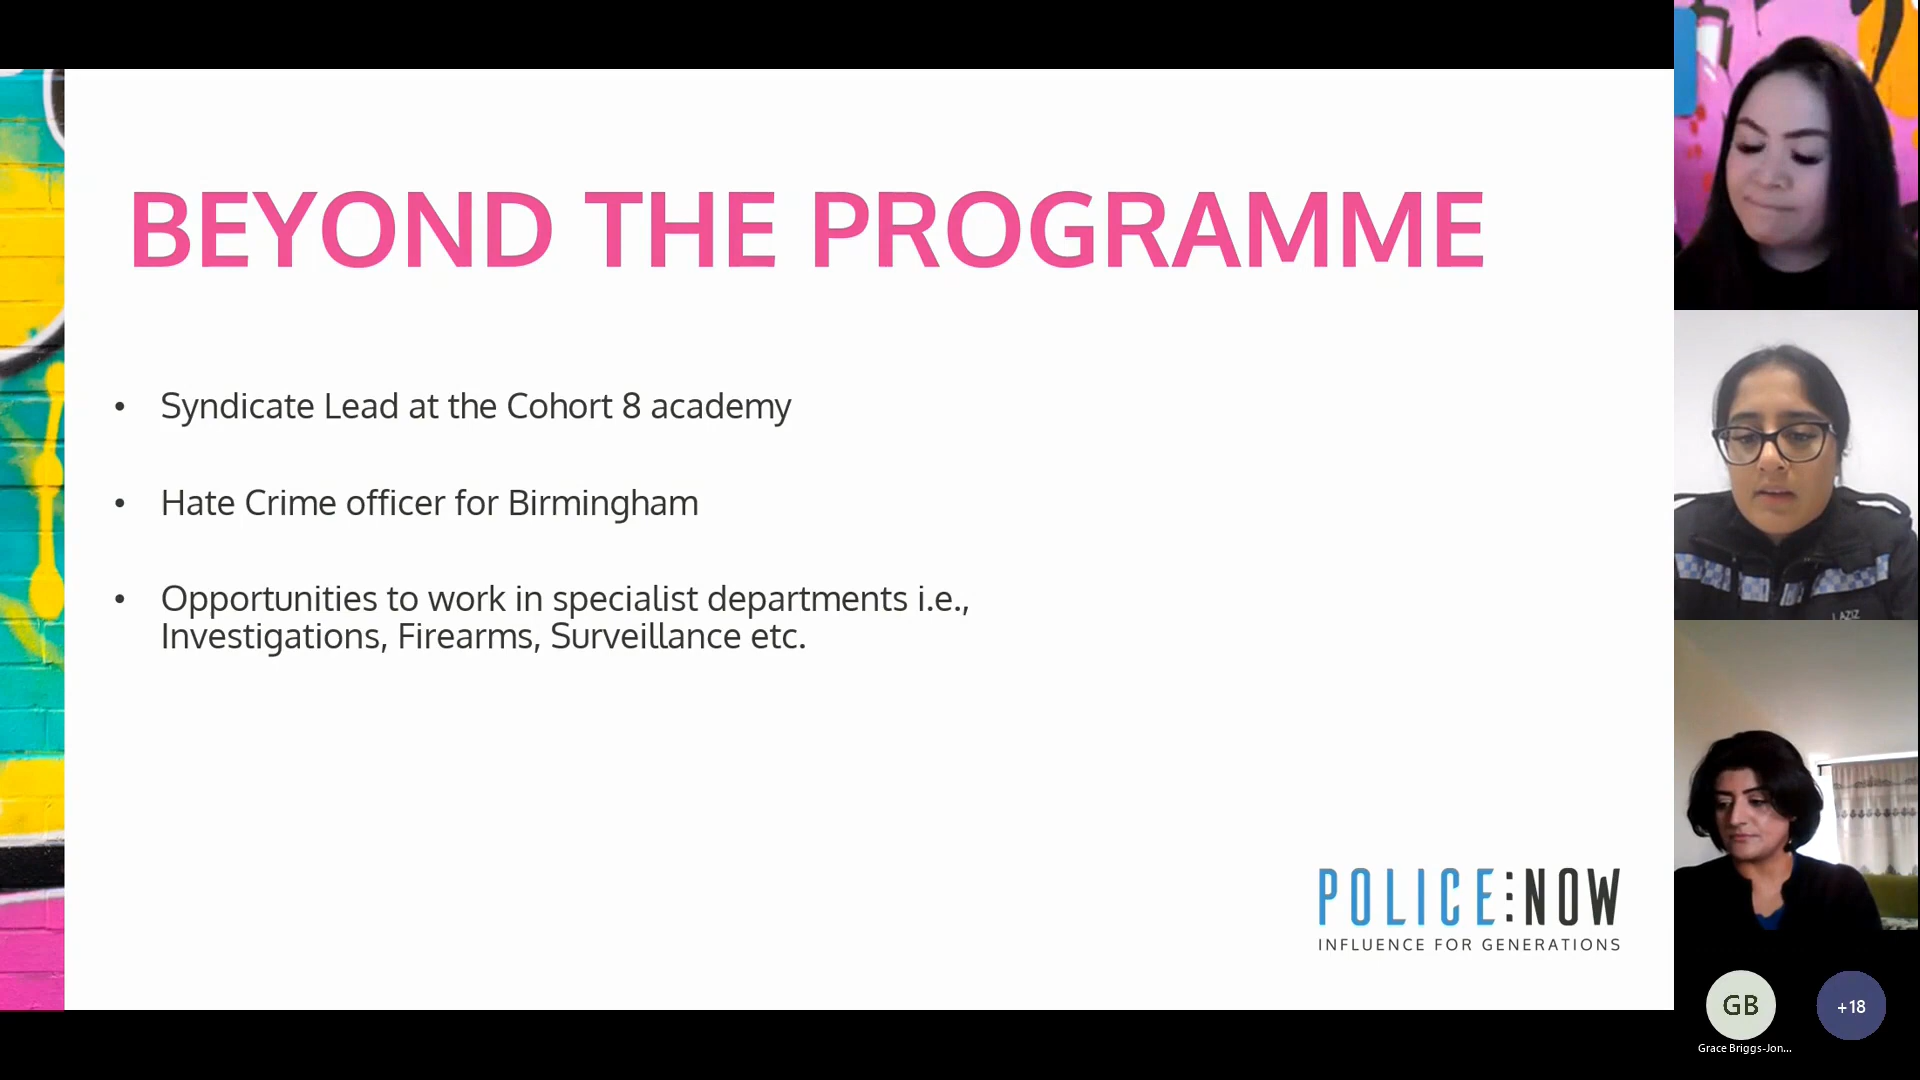 BEYOND THE PROGRAMME
• Syndicate Lead at the Cohort 8 academy
• Hate Crime officer for Birmingham
• Opportunities to work in specialist departments i.e.,
Investigations, Firearms, Surveillance etc.
POLICE:NOW
INFLUENCE FOR GENERATIONS
L AZIZ
GB
+18
Grace Briggs-Jon...